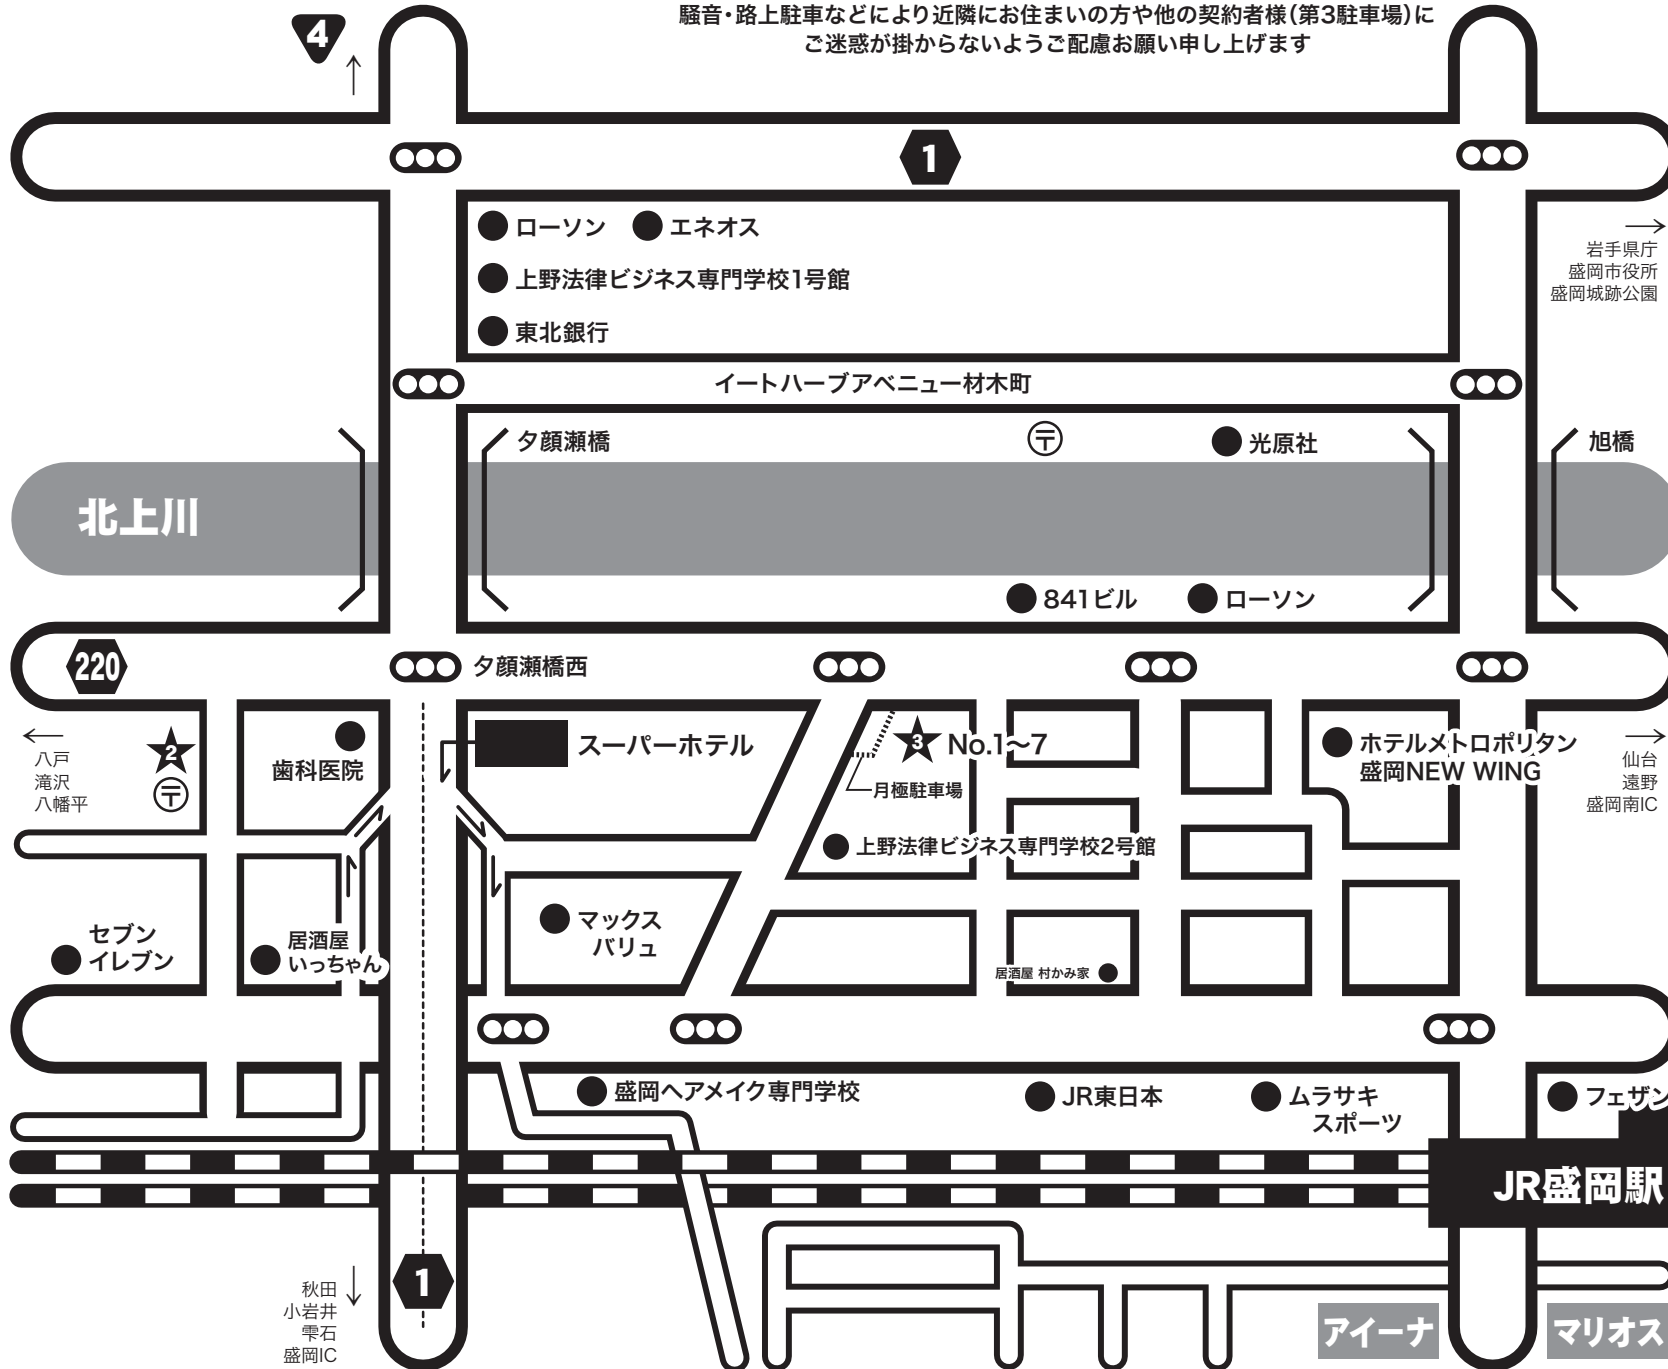 騒音・路上駐車などにより近隣にお住まいの方や他の契約者様(第3駐車場)に
ご迷惑が掛からないようご配慮お願い申し上げます
4
↑
1
ローソン
エネオス
上野法律ビジネス専門学校1号館
東北銀行
→
岩手県庁
盛岡市役所
盛岡城跡公園
イートハーブアベニュー材木町
夕顔瀬橋
〒
光原社
旭橋
北上川
841ビル
ローソン
220
夕顔瀬橋西
←
八戸
滝沢
八幡平
2
〒
歯科医院
スーパーホテル
3
No.1〜7
月極駐車場
ホテルメトロポリタン
盛岡NEW WING
→
仙台
遠野
盛岡南IC
上野法律ビジネス専門学校2号館
セブン
イレブン
居酒屋
いっちゃん
マックス
バリュ
居酒屋 村かみ家
盛岡ヘアメイク専門学校
JR東日本
ムラサキ
スポーツ
フェザン
JR盛岡駅
1
秋田
小岩井
雫石
盛岡IC
↓
アイーナ
マリオス